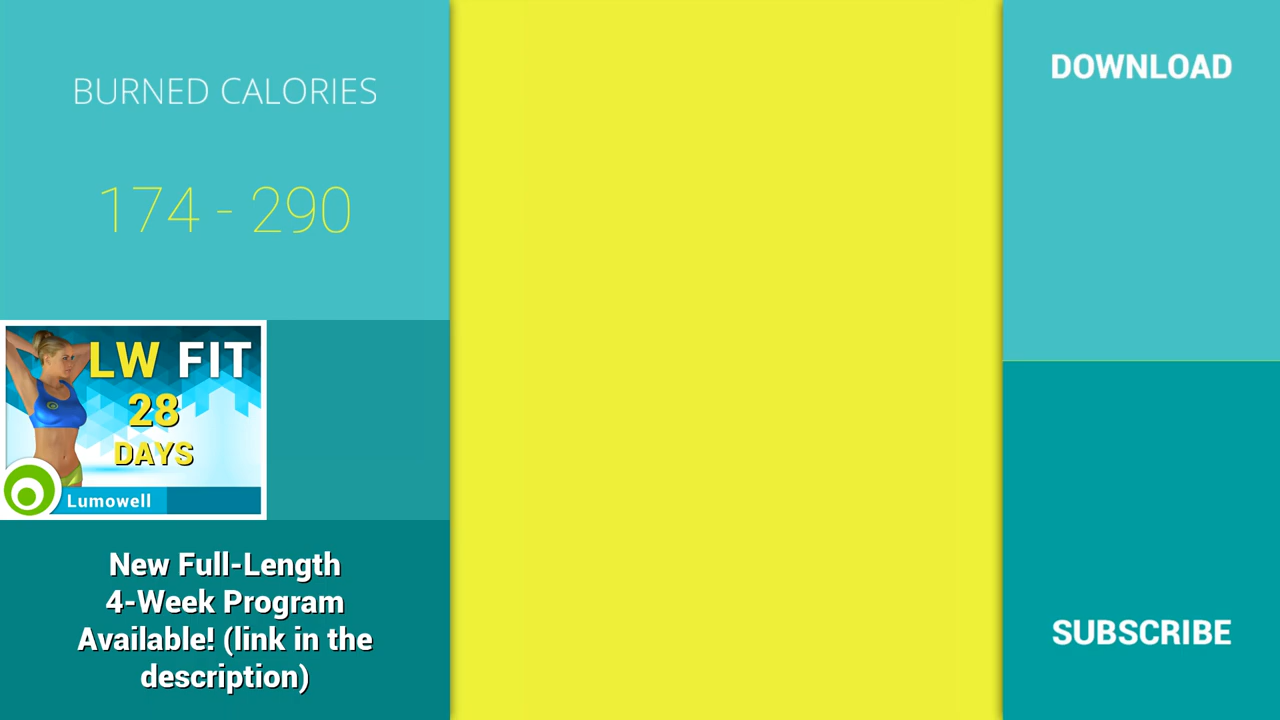 BURNED CALORIES
174 - 290
LW FIT
28
DAYS
Lumowell
New Full-Length
4-Week Program
Available! (link in the
description)
DOWNLOAD
SUBSCRIBE